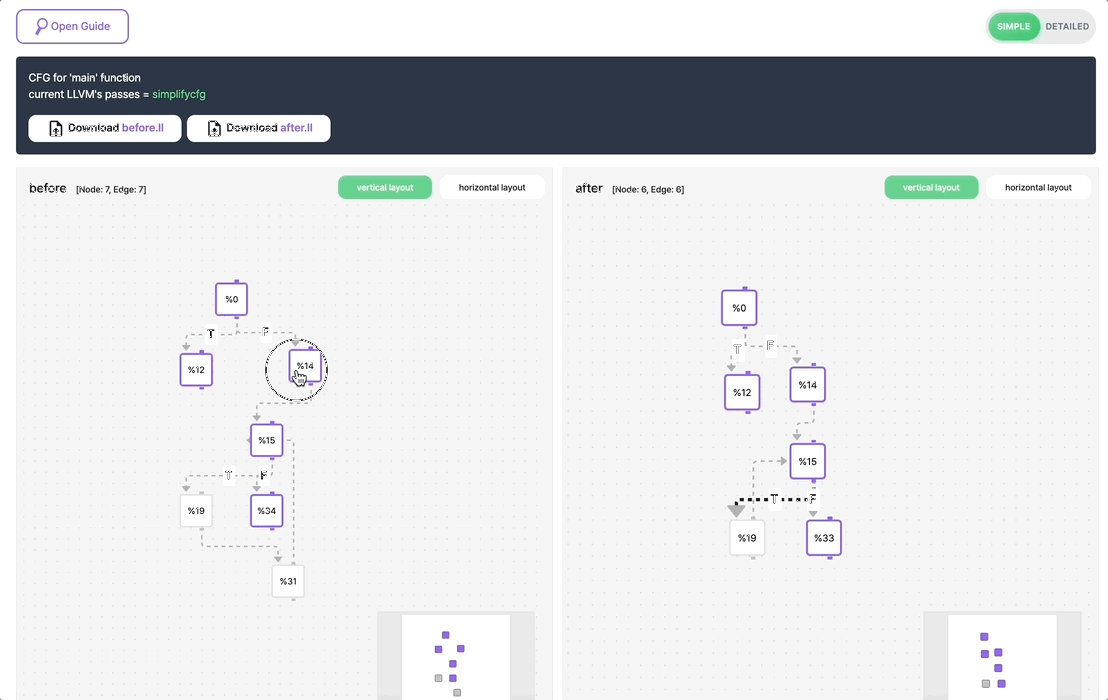 Open Guide
SIMPLE DETAILED
CFG for 'main' function
current LLVM's passes = simplifycfg
Download before.ll
Download after.ll
before [Node: 7, Edge: 7]
vertical layout
horizontal layout
%0
T F
%12
%14
%15
T F
%19
%34
%31
after [Node: 6, Edge: 6]
vertical layout
horizontal layout
%0
T F
%12
%14
%15
T F
%19
%33